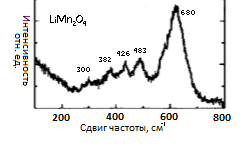 LiMn₂O₄
680
483
426
382
300
Интенсивность
отн. ед.
200 400 600 800
Сдвиг частоты, см⁻¹